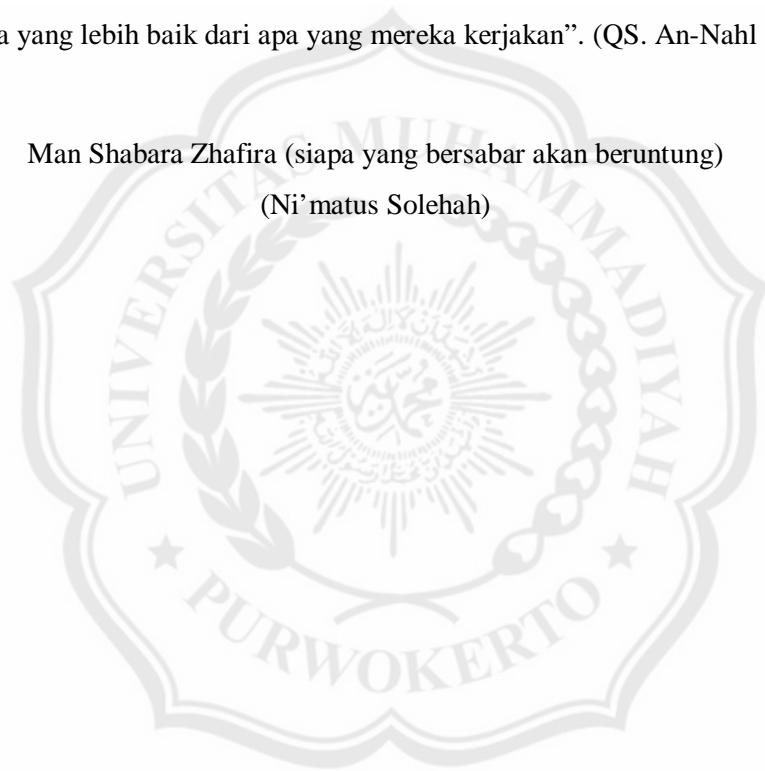 a yang lebih baik dari apa yang mereka kerjakan”. (QS. An-Nahl
Man Shabara Zhafira (siapa yang bersabar akan beruntung)
(Ni’matus Solehah)
UNIVERSITAS MUHAMMADIYAH
PURWOKERTO
محمد